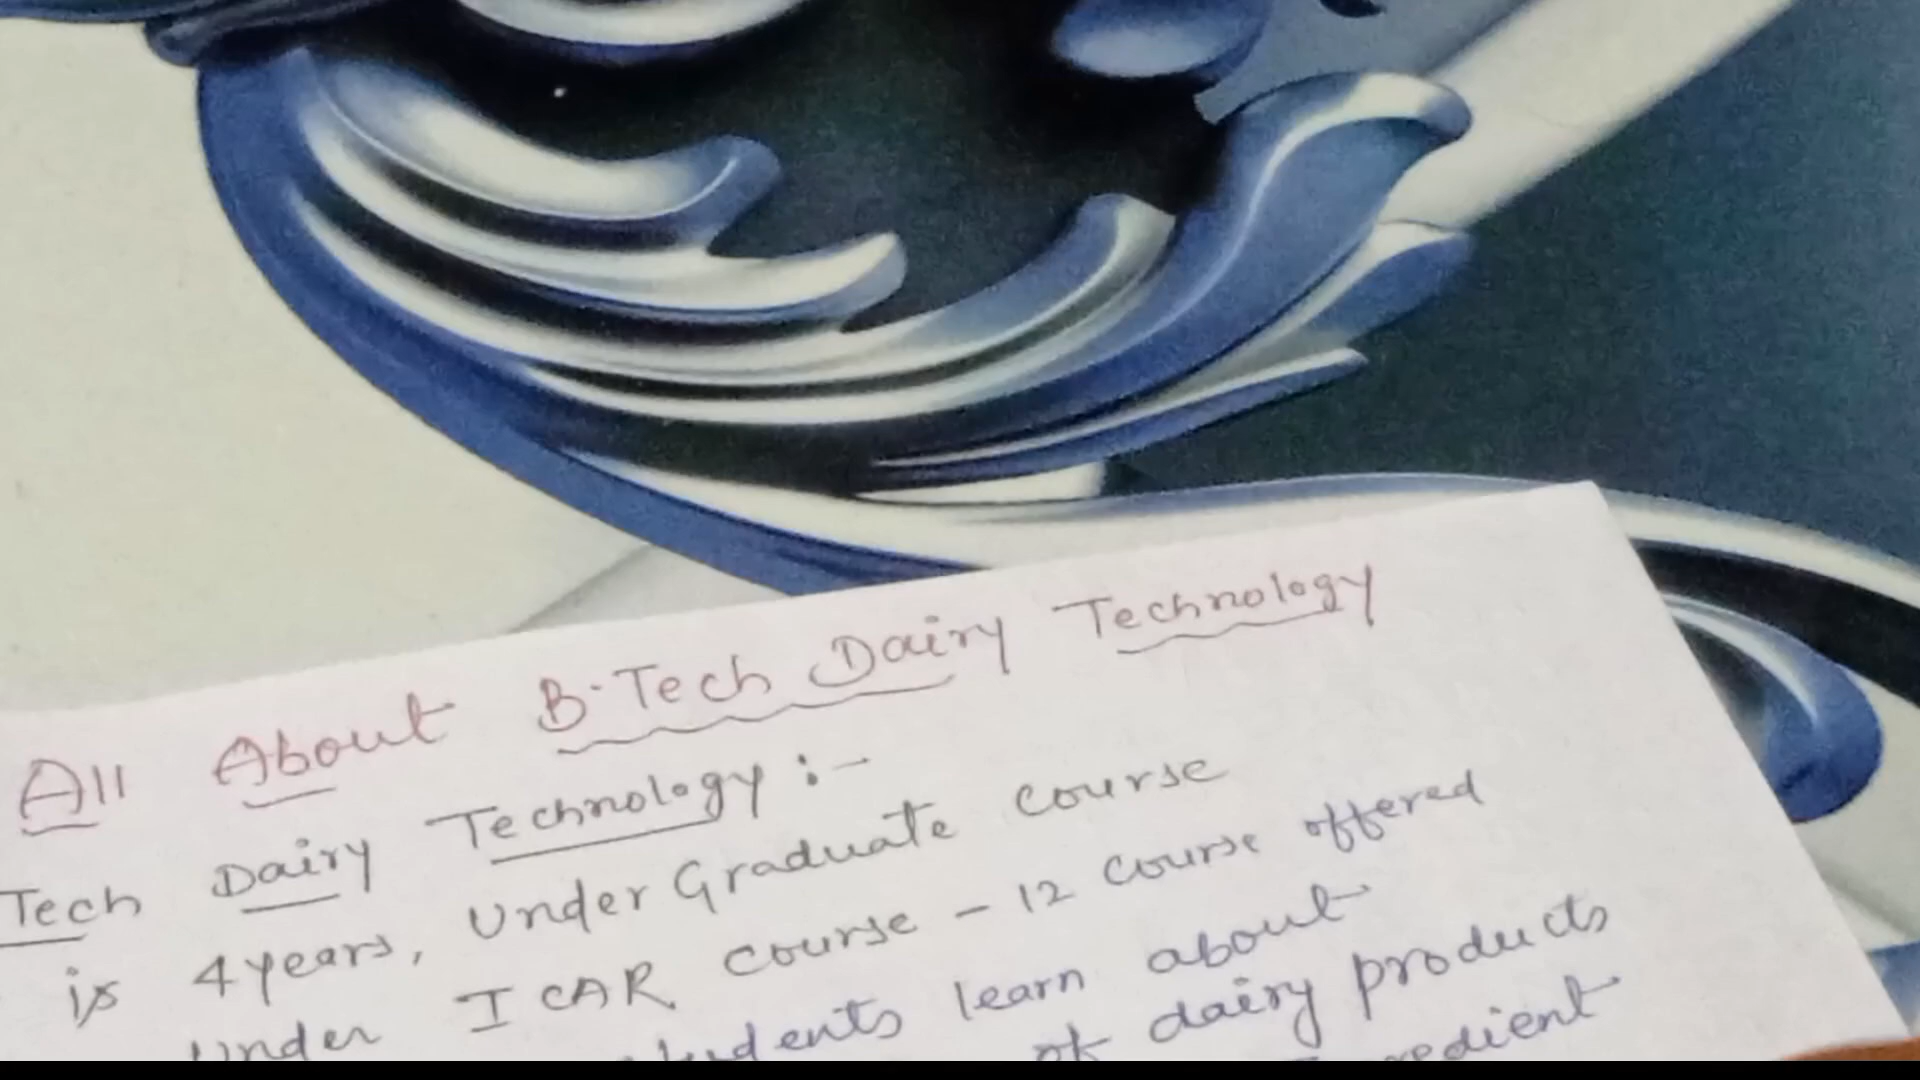 All About B.Tech Dairy Technology
Tech Dairy Technology :-
is 4years, Under Graduate course
Under ICAR course - 12 course offered
learn about
of dairy products